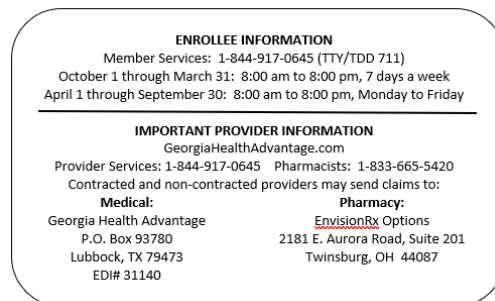 ENROLLEE INFORMATION
Member Services: 1-844-917-0645 (TTY/TDD 711)
October 1 through March 31: 8:00 am to 8:00 pm, 7 days a week
April 1 through September 30: 8:00 am to 8:00 pm, Monday to Friday
IMPORTANT PROVIDER INFORMATION
GeorgiaHealthAdvantage.com
Provider Services: 1-844-917-0645 Pharmacists: 1-833-665-5420
Contracted and non-contracted providers may send claims to:
Medical:
Georgia Health Advantage
P.O. Box 93780
Lubbock, TX 79473
EDI# 31140
Pharmacy:
EnvisionRx Options
2181 E. Aurora Road, Suite 201
Twinsburg, OH 44087